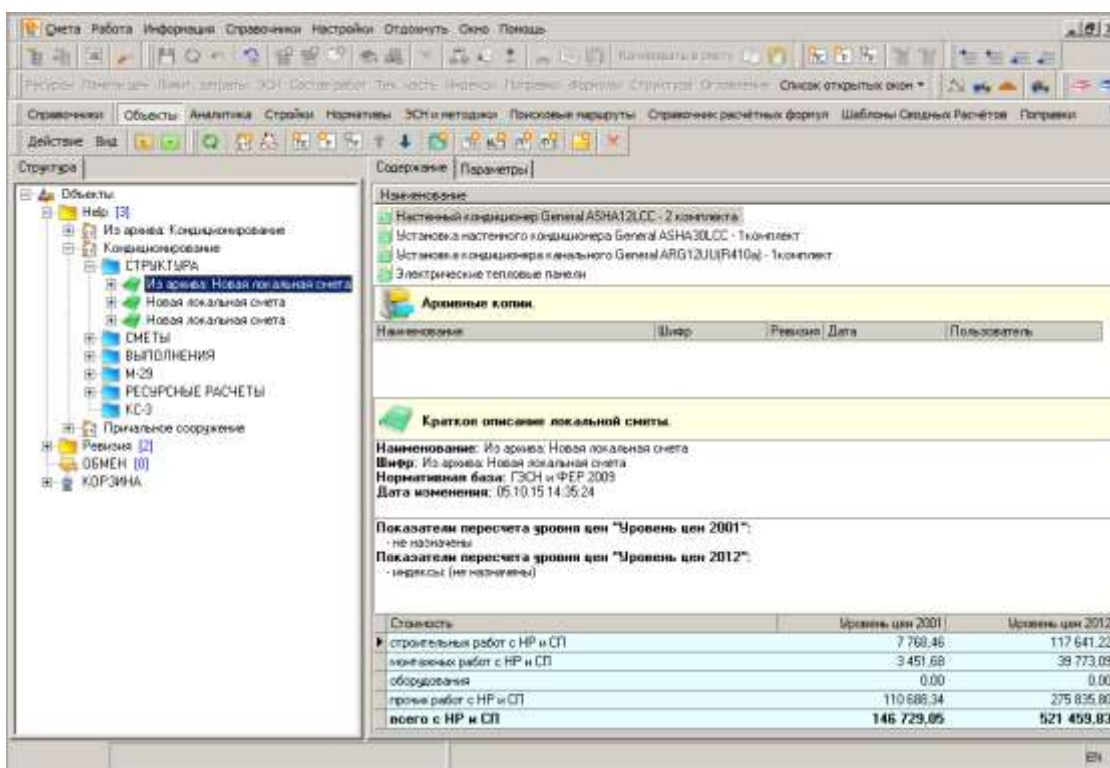 Смета Работа Информация Справочники Настройки Отдохнуть Окно Помощь
Список открытых окон
Справочники Объекты Аналитика Стройки Нормативы ЭСН и методики Поисковые маршруты Справочник расчётных формул Шаблоны Сводных Расчётов Поправки
Действие Вид
Структура
Объекты
Help [3]
Из архива: Кондиционирование
Кондиционирование
СТРУКТУРА
Из архива: Новая локальная смета
Новая локальная смета
Новая локальная смета
СМЕТЫ
ВЫПОЛНЕНИЯ
М-29
РЕСУРСНЫЕ РАСЧЕТЫ
КС-3
Причальное сооружение
Ревизия [2]
ОБМЕН [0]
КОРЗИНА
Содержание Параметры
Наименование
Настенный кондиционер General ASHA12LCC - 2 комплекта
Установка настенного кондиционера General ASHA30LCC - 1комплект
Установка кондиционера канального General ARG12UU(R410a) - 1комплект
Электрические тепловые панели
Архивные копии.
Наименование Шифр Ревизия Дата Пользователь
Краткое описание локальной сметы.
Наименование: Из архива: Новая локальная смета
Шифр: Из архива: Новая локальная смета
Нормативная база: ГЭСН и ФЕР 2009
Дата изменения: 05.10.15 14:35:24
Показатели пересчета уровня цен "Уровень цен 2001":
- не назначены
Показатели пересчета уровня цен "Уровень цен 2012":
- индексы: (не назначены)
Стоимость Уровень цен 2001 Уровень цен 2012
строительных работ с НР и СП 7 768,46 117 641,22
монтажных работ с НР и СП 3 451,68 39 773,09
оборудования 0,00 0,00
прочих работ с НР и СП 110 688,34 275 835,80
всего с НР и СП 146 729,05 521 459,83
EN